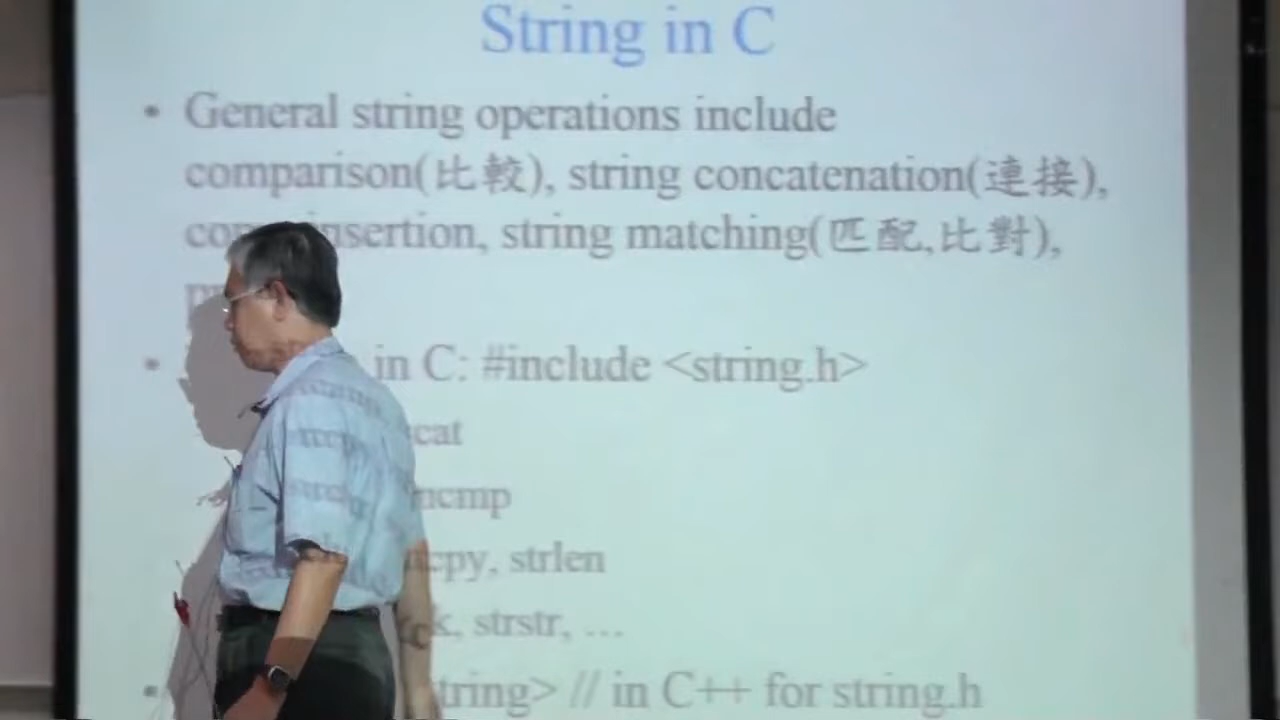 String in C
• General string operations include
comparison(比較), string concatenation(連接),
insertion, string matching(匹配,比對),
• in C: #include <string.h>
cat
ncmp
cpy, strlen
k, strstr, …
• tring> // in C++ for string.h